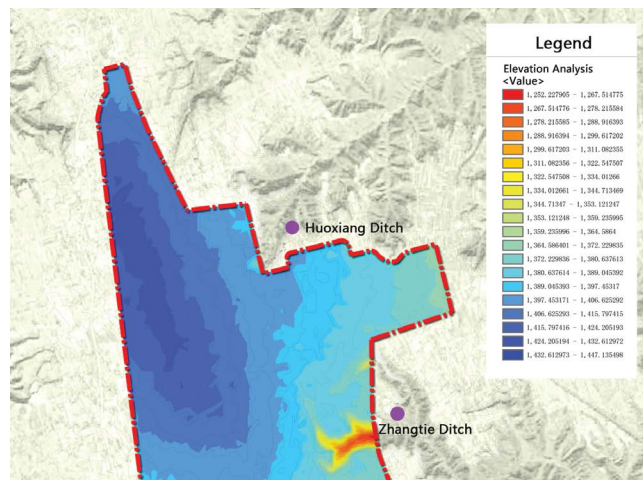 Legend
Elevation Analysis
<Value>
1,252.227905 - 1,267.514775
1,267.514776 - 1,278.215584
1,278.215585 - 1,288.916393
1,288.916394 - 1,299.617202
1,299.617203 - 1,311.082355
1,311.082356 - 1,322.547507
1,322.547508 - 1,334.01266
1,334.012661 - 1,344.713469
1,344.71347 - 1,353.121247
1,353.121248 - 1,359.235995
1,359.235996 - 1,364.5864
1,364.586401 - 1,372.229835
1,372.229836 - 1,380.637613
1,380.637614 - 1,389.045392
1,389.045393 - 1,397.45317
1,397.453171 - 1,406.625292
1,406.625293 - 1,415.797415
1,415.797416 - 1,424.205193
1,424.205194 - 1,432.612972
1,432.612973 - 1,447.135498
Huoxiang Ditch
Zhangtie Ditch